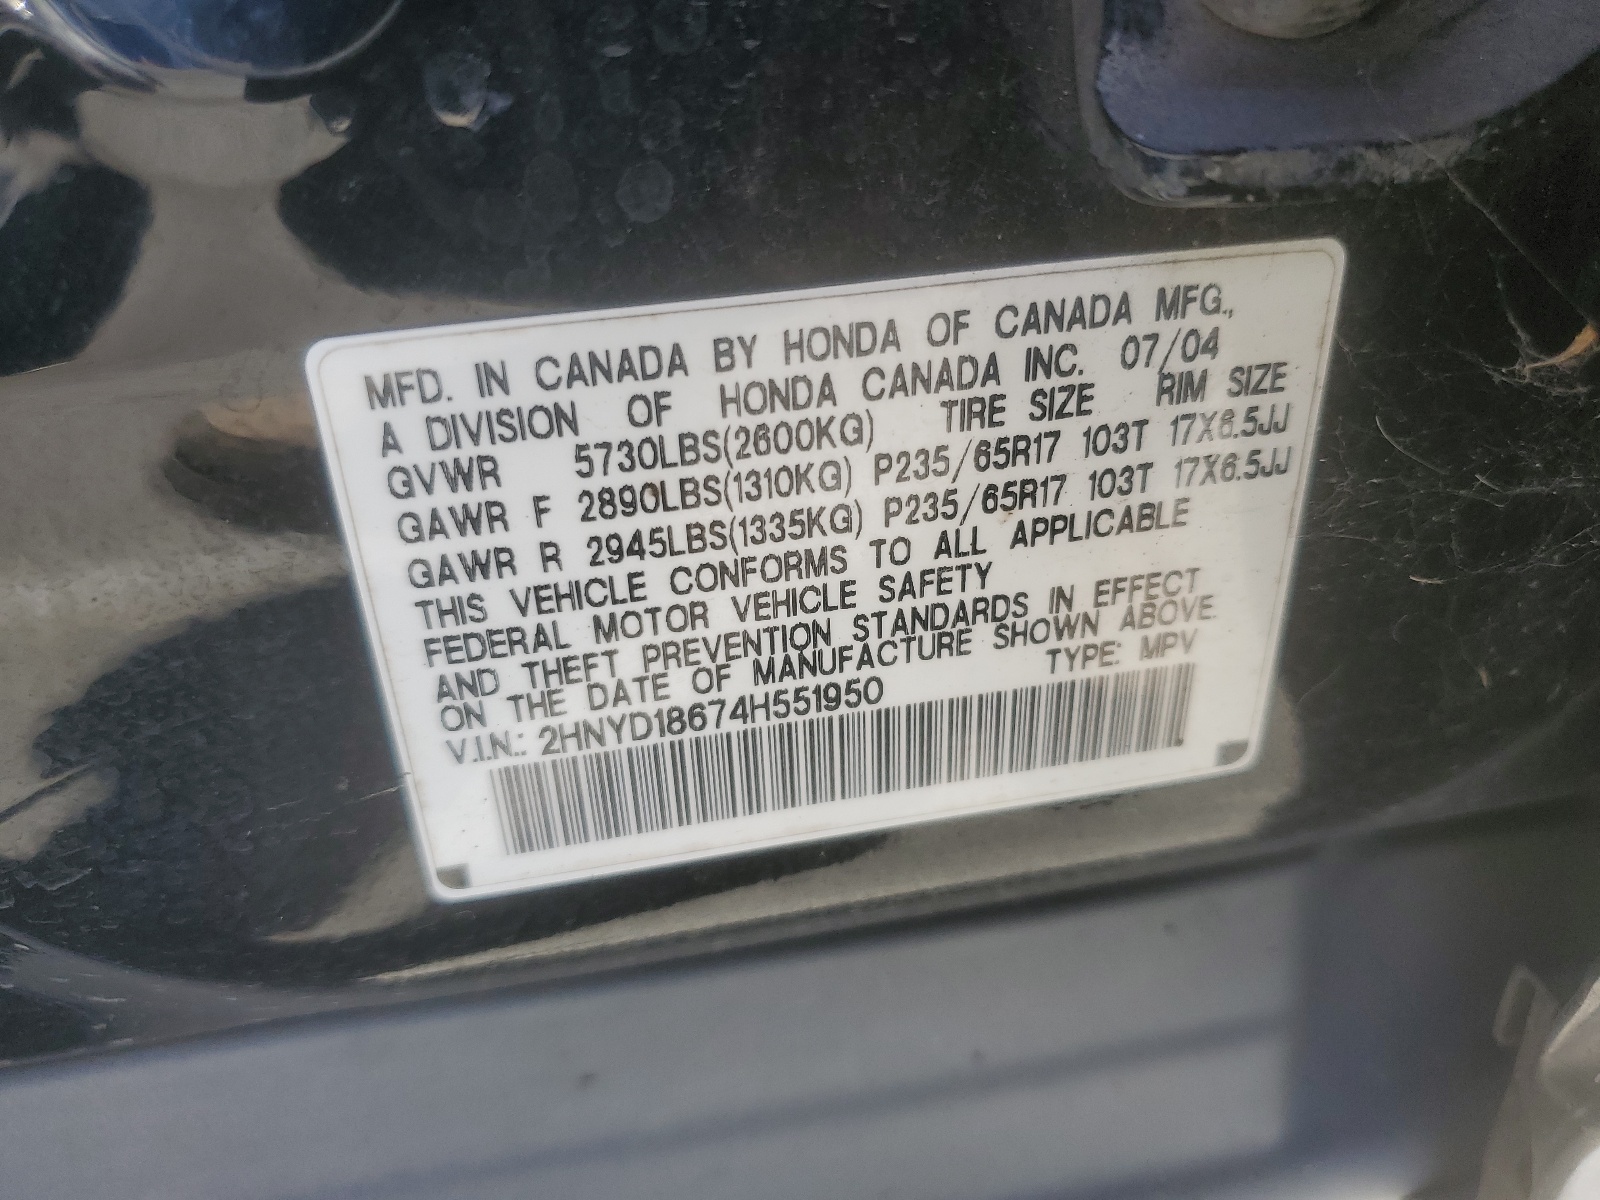 MFD. IN CANADA BY HONDA OF CANADA MFG.,
A DIVISION OF HONDA CANADA INC. 07/04
GVWR 5730LBS(2600KG) TIRE SIZE RIM SIZE
GAWR F 2890LBS(1310KG) P235/65R17 103T 17X6.5JJ
GAWR R 2945LBS(1335KG) P235/65R17 103T 17X6.5JJ
THIS VEHICLE CONFORMS TO ALL APPLICABLE
FEDERAL MOTOR VEHICLE SAFETY
AND THEFT PREVENTION STANDARDS IN EFFECT
ON THE DATE OF MANUFACTURE SHOWN ABOVE
V.I.N.: 2HNYD18674H551950 TYPE: MPV